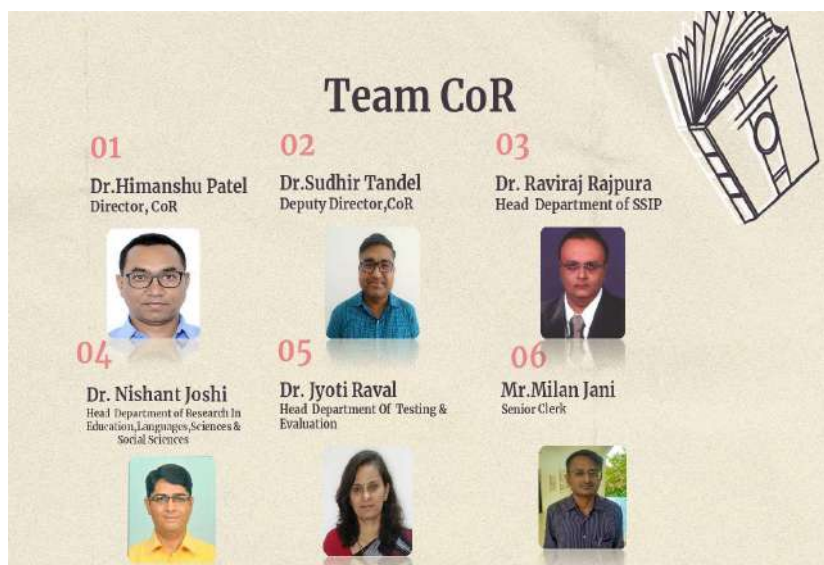 Team CoR
01
Dr.Himanshu Patel
Director, CoR
02
Dr.Sudhir Tandel
Deputy Director,CoR
03
Dr. Raviraj Rajpura
Head Department of SSIP
04
Dr. Nishant Joshi
Head Department of Research In
Education,Languages,Sciences &
Social Sciences
05
Dr. Jyoti Raval
Head Department Of Testing &
Evaluation
06
Mr.Milan Jani
Senior Clerk